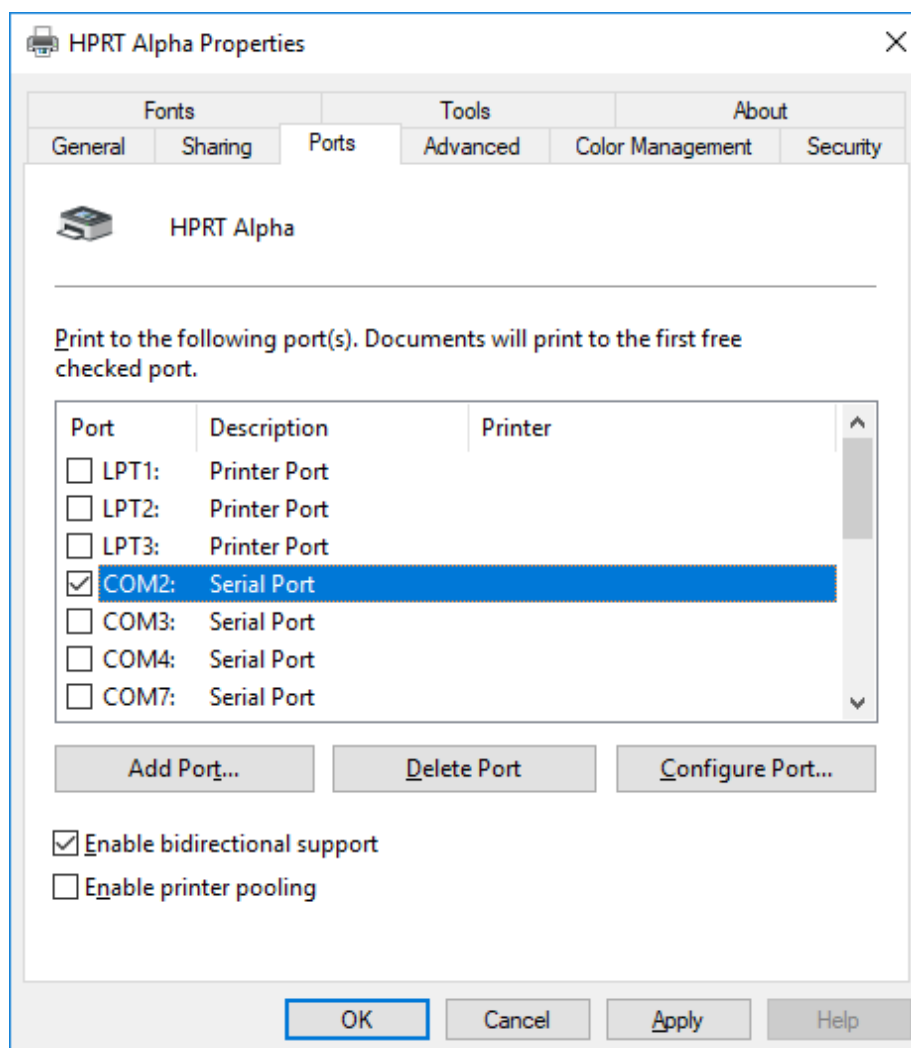 HPRT Alpha Properties
Fonts Tools About
General Sharing Ports Advanced Color Management Security
HPRT Alpha
Print to the following port(s). Documents will print to the first free
checked port.
Port Description Printer
LPT1: Printer Port
LPT2: Printer Port
LPT3: Printer Port
COM2: Serial Port
COM3: Serial Port
COM4: Serial Port
COM7: Serial Port
Add Port... Delete Port Configure Port...
Enable bidirectional support
Enable printer pooling
OK Cancel Apply Help